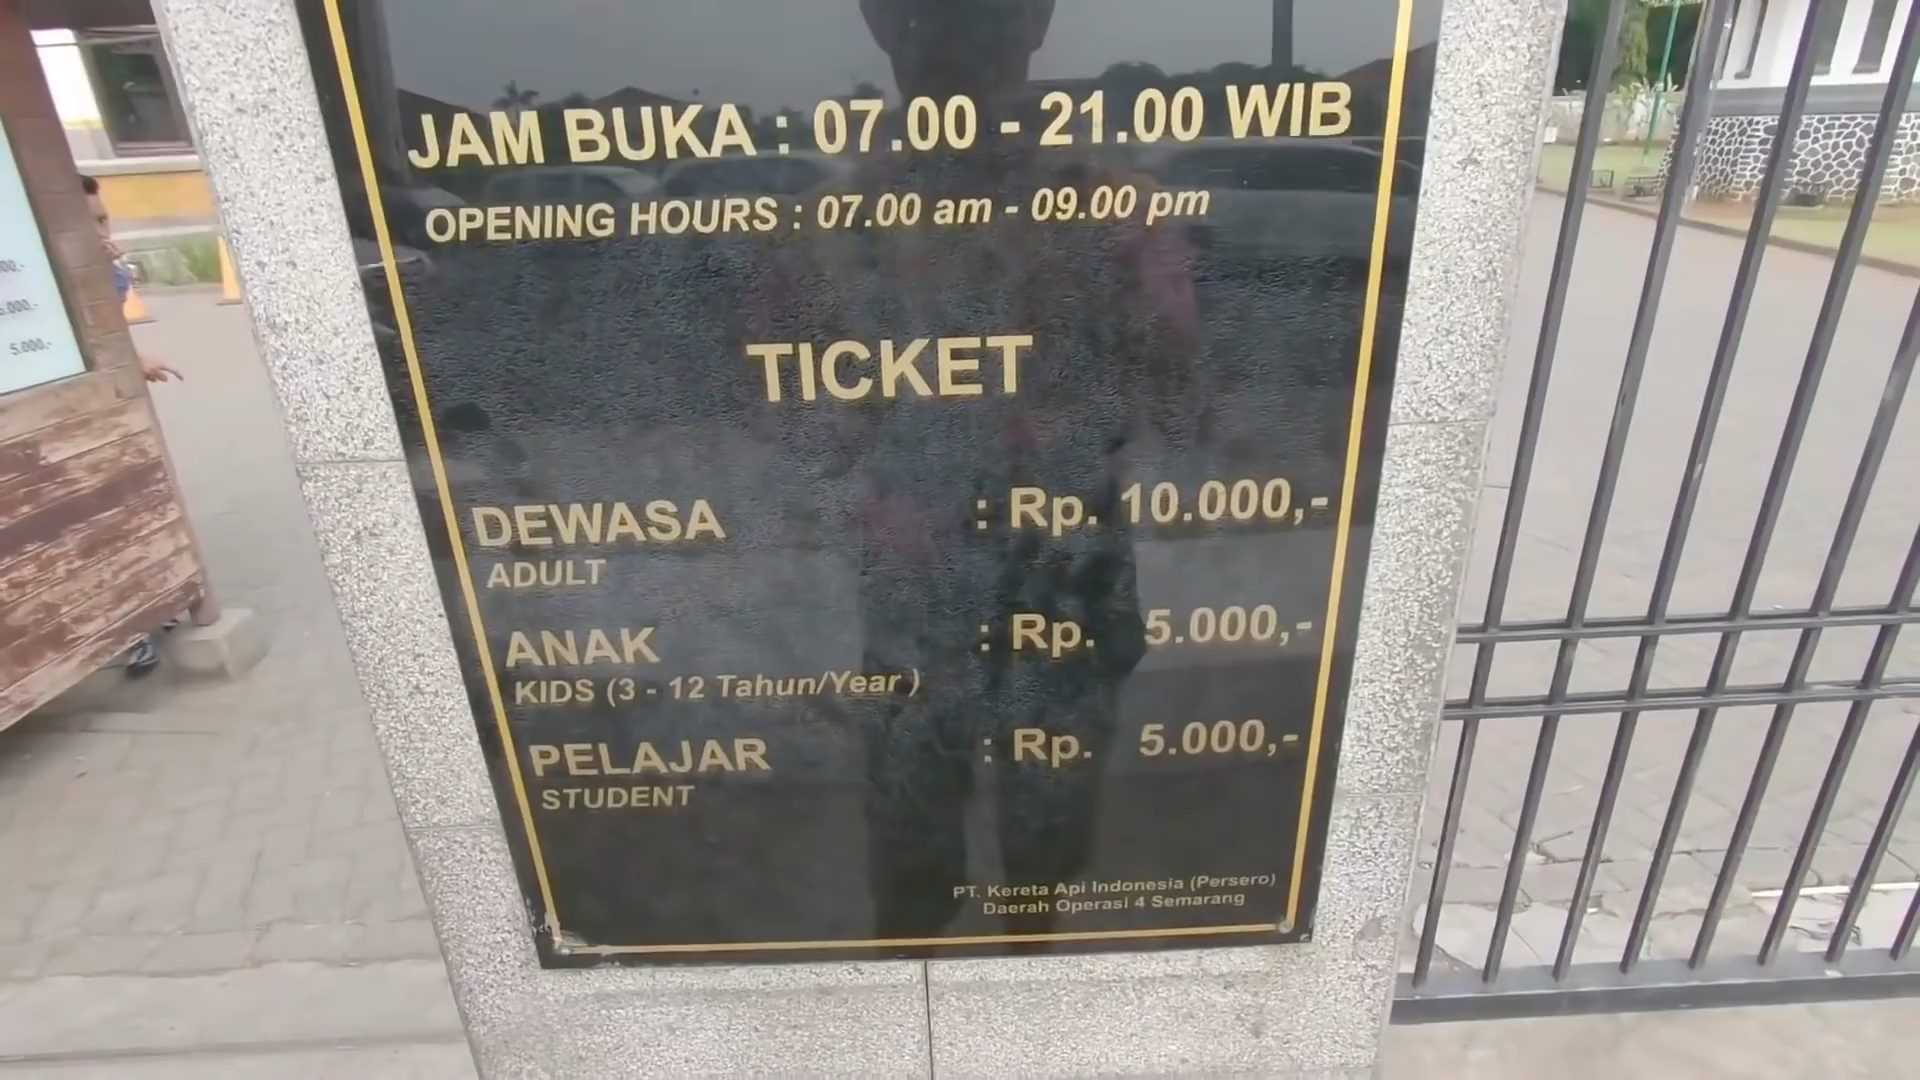 JAM BUKA : 07.00 - 21.00 WIB
OPENING HOURS : 07.00 am - 09.00 pm
TICKET
DEWASA : Rp. 10.000,-
ADULT
ANAK : Rp. 5.000,-
KIDS (3 - 12 Tahun/Year )
PELAJAR : Rp. 5.000,-
STUDENT
PT. Kereta Api Indonesia (Persero)
Daerah Operasi 4 Semarang
5.000,-